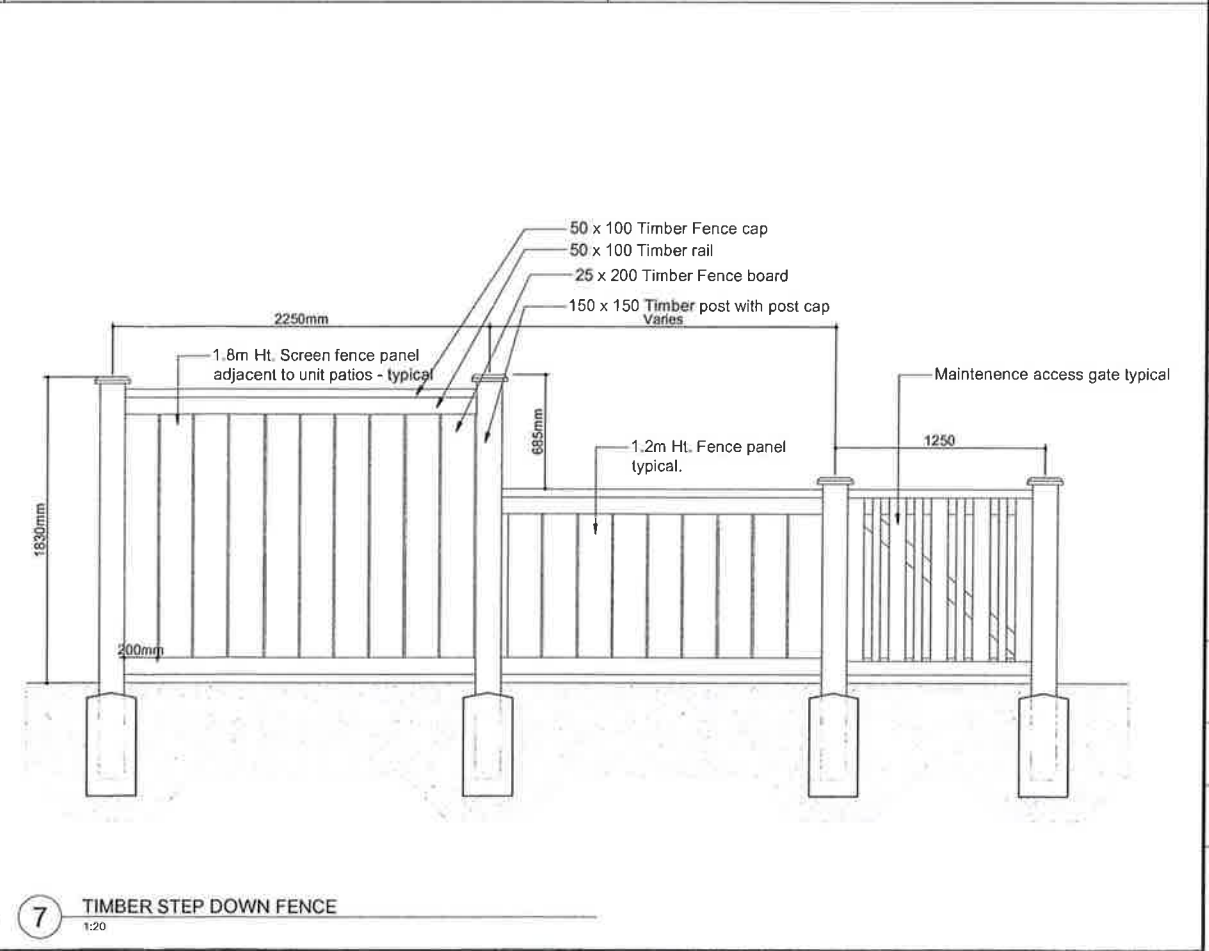 50 x 100 Timber Fence cap
50 x 100 Timber rail
25 x 200 Timber Fence board
150 x 150 Timber post with post cap
2250mm
Varies
1.8m Ht. Screen fence panel
adjacent to unit patios - typical
Maintenence access gate typical
685mm
1.2m Ht. Fence panel
typical.
1250
1830mm
200mm
7
TIMBER STEP DOWN FENCE
1:20